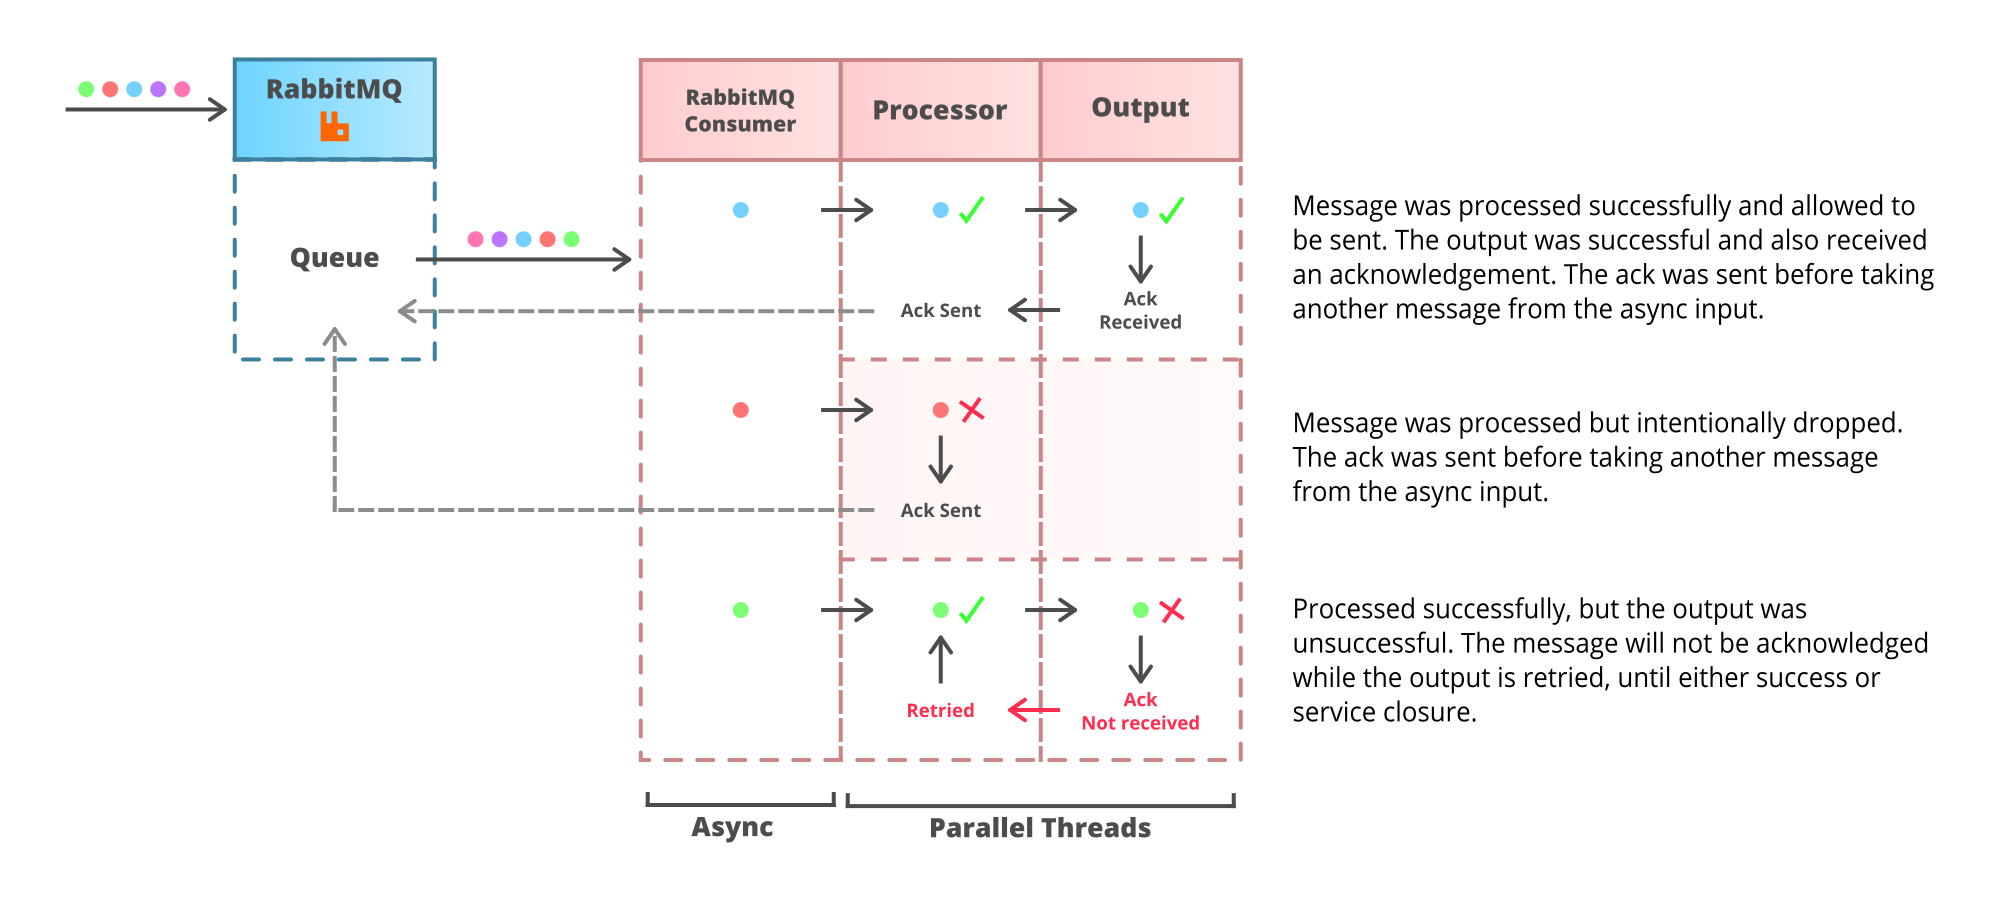 RabbitMQ
RabbitMQ
Consumer
Processor
Output
Queue
Ack Sent
Ack
Received
Message was processed successfully and allowed to
be sent. The output was successful and also received
an acknowledgement. The ack was sent before taking
another message from the async input.
Ack Sent
Message was processed but intentionally dropped.
The ack was sent before taking another message
from the async input.
Retried
Ack
Not received
Processed successfully, but the output was
unsuccessful. The message will not be acknowledged
while the output is retried, until either success or
service closure.
Async
Parallel Threads